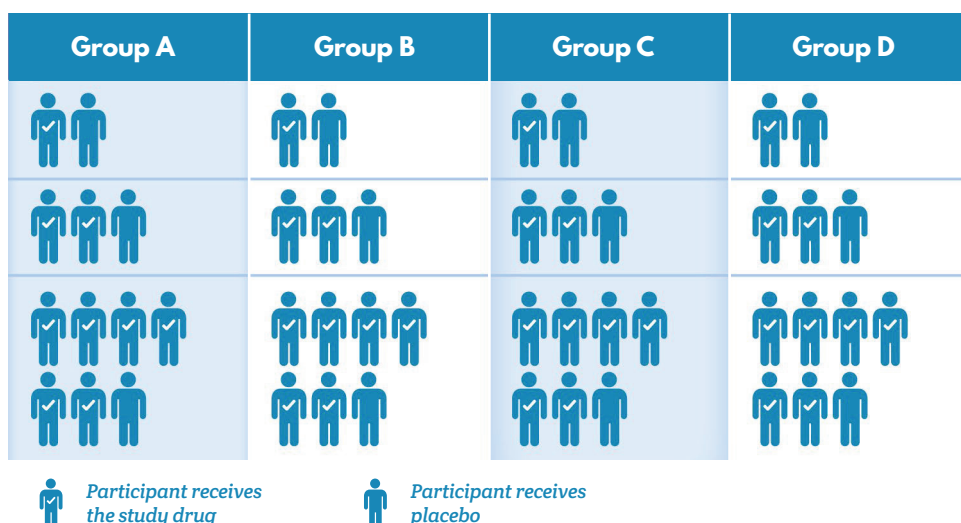 Group A
Group B
Group C
Group D
Participant receives
the study drug
Participant receives
placebo